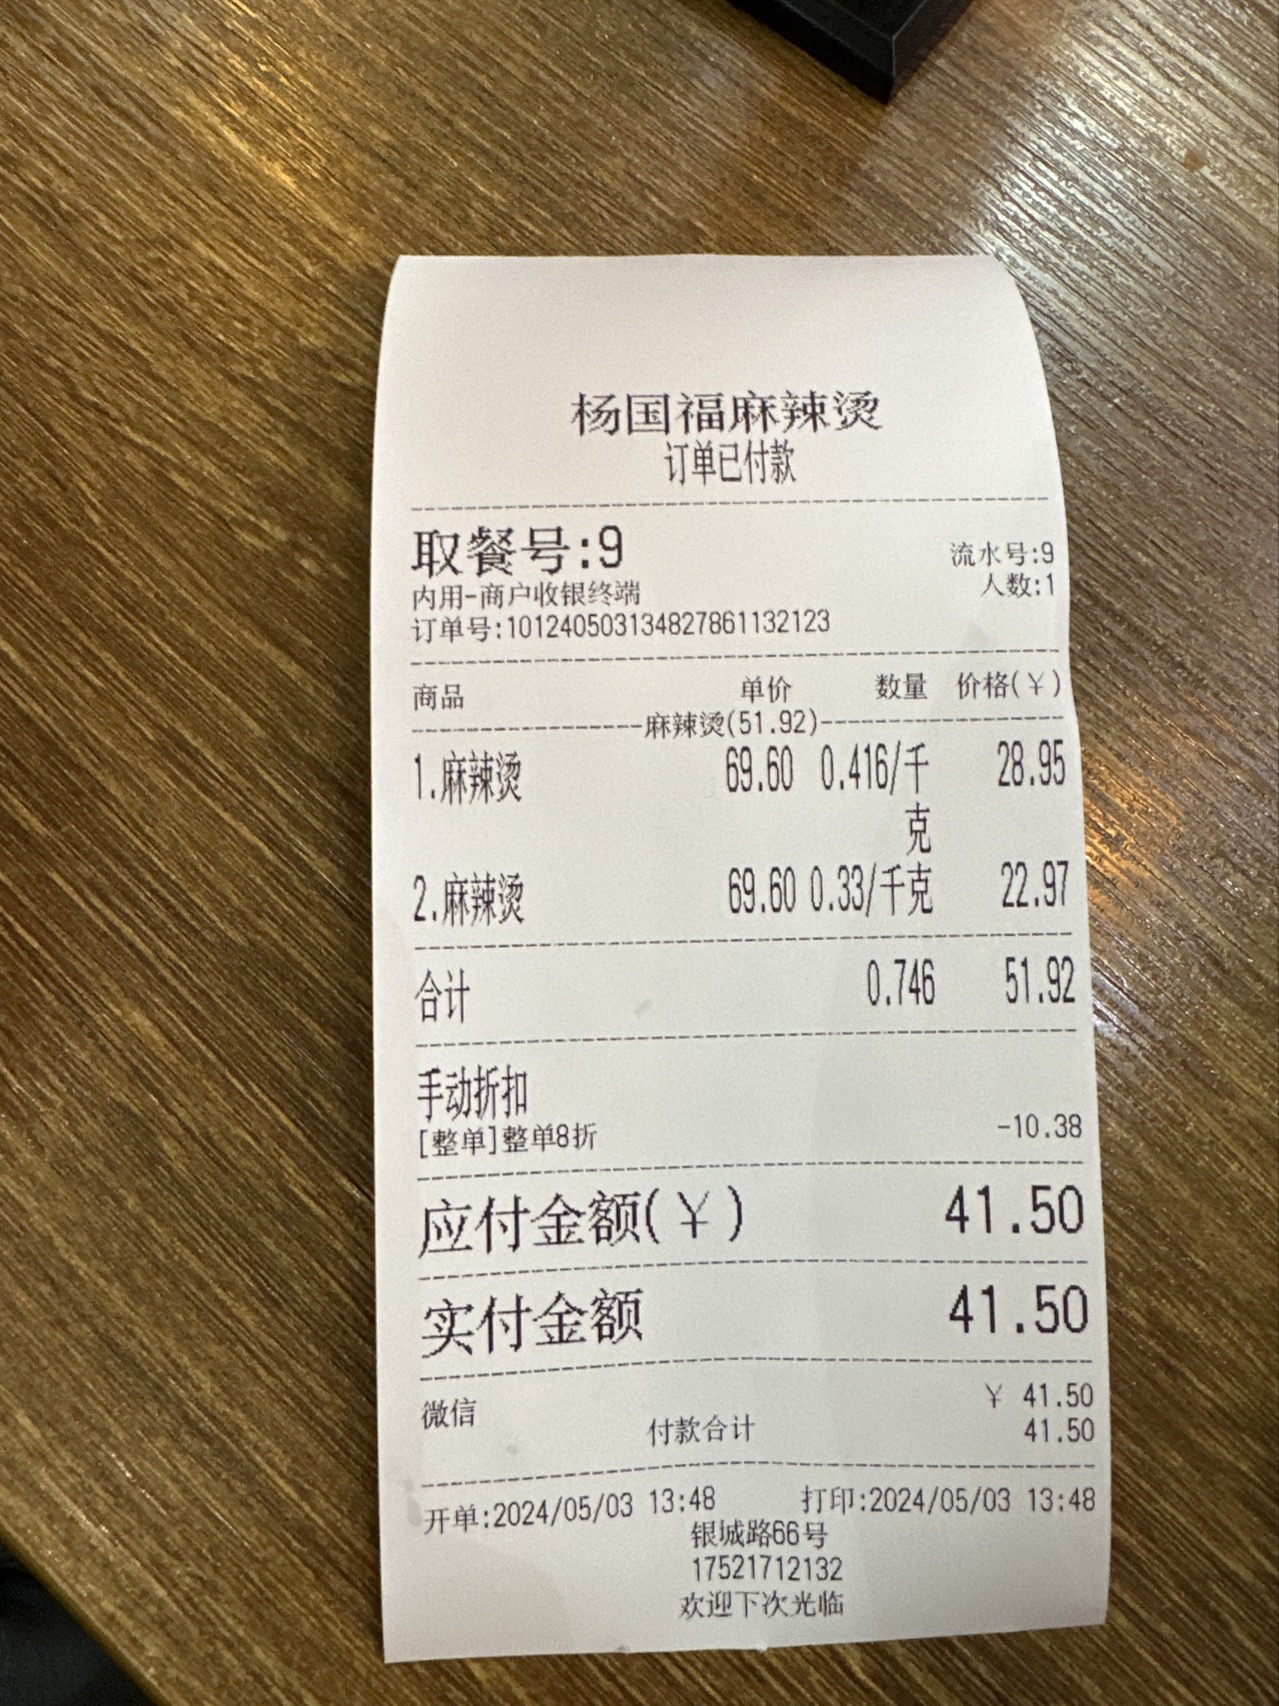 杨国福麻辣烫
订单已付款
取餐号:9
流水号:9
内用-商户收银终端
人数:1
订单号:101240503134827861132123
商品 单价 数量 价格(￥)
麻辣烫(51.92)
1.麻辣烫 69.60 0.416/千克 28.95
2.麻辣烫 69.60 0.33/千克 22.97
合计 0.746 51.92
手动折扣
[整单]整单8折 -10.38
应付金额(￥) 41.50
实付金额 41.50
微信 ￥ 41.50
付款合计 41.50
开单:2024/05/03 13:48 打印:2024/05/03 13:48
银城路66号
17521712132
欢迎下次光临